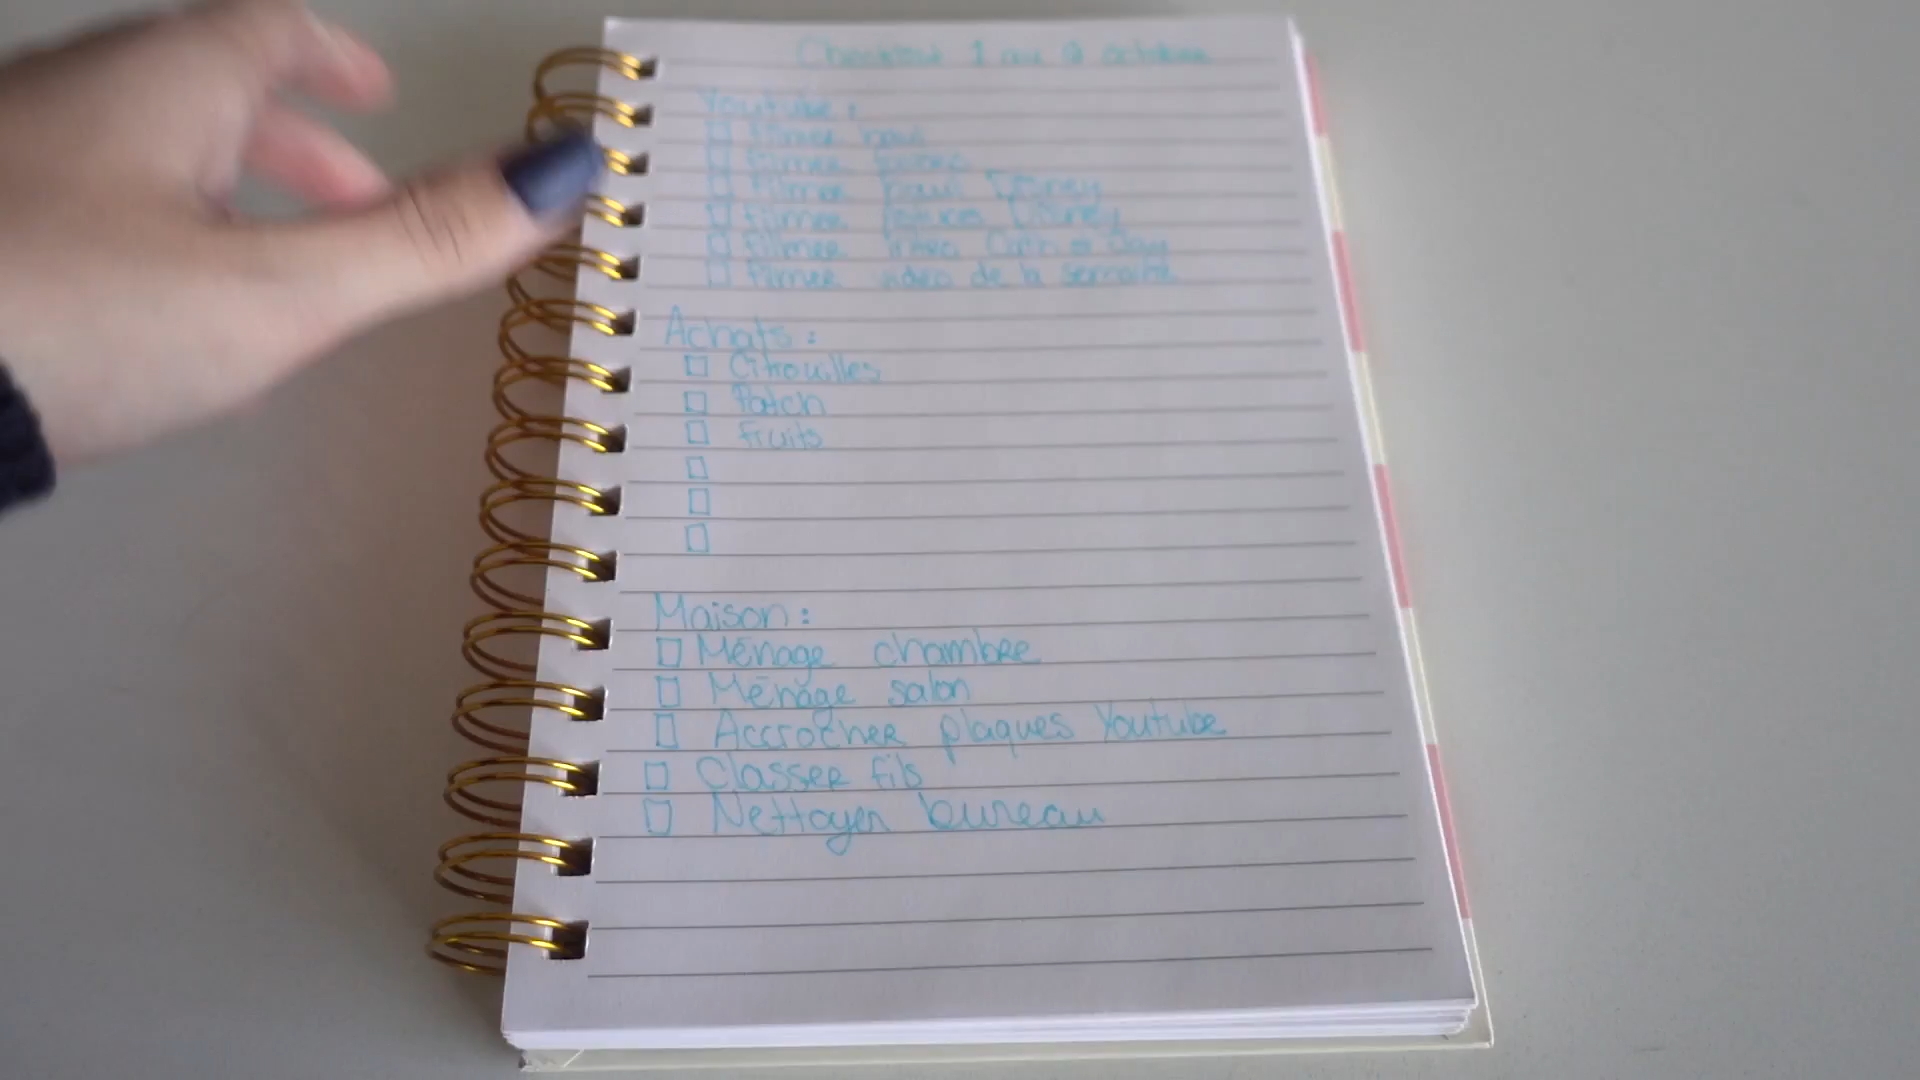 Checklist 1 au 9 octobre
Youtube :
filmer haul
filmer
filmer haul Disney
filmer Disney
filmer intro
filmer vidéo de la semaine
Achats :
Citrouilles
Patch
fruits
Maison :
Ménage chambre
Ménage salon
Accrocher plaques Youtube
Classer fils
Nettoyer bureau